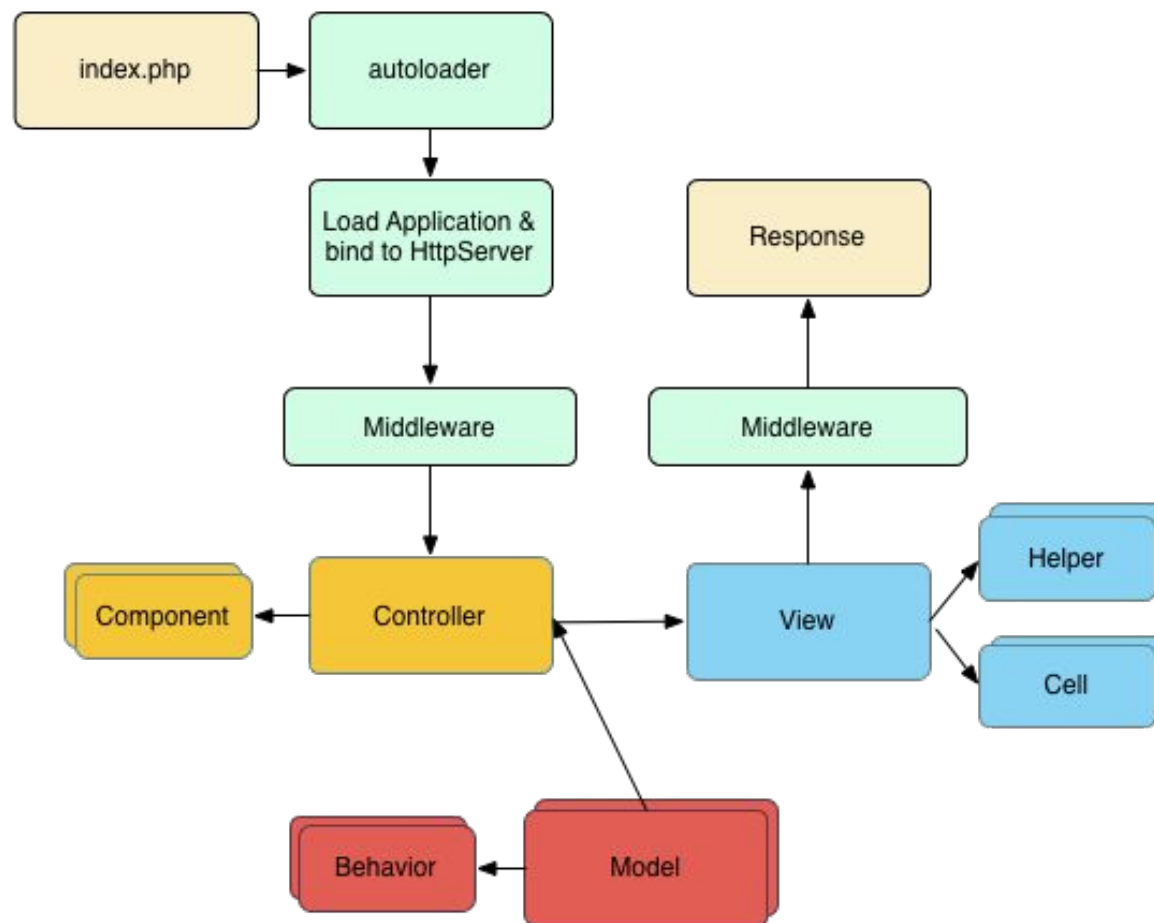 index.php
autoloader
Load Application &
bind to HttpServer
Response
Middleware
Middleware
Helper
Component
Controller
View
Cell
Behavior
Model